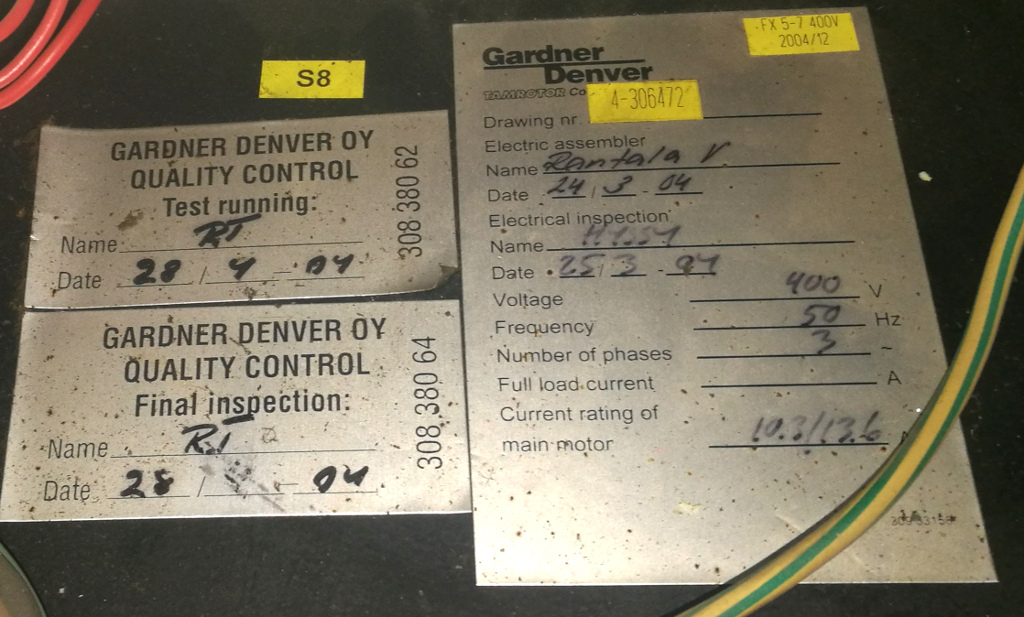 S8
GARDNER DENVER OY
QUALITY CONTROL
Test running:
Name RT
Date 28 / 4 - 04
308 380 62
GARDNER DENVER OY
QUALITY CONTROL
Final inspection:
Name RT
Date 28 / - 04
308 380 64
FX 5-7 400V
2004/12
Gardner
Denver
TAMROTOR Co
4-306472
Drawing nr
Electric assembler
Name Rantala V
Date 24 / 3 - 04
Electrical inspection
Name
Date 25 / 3 -
Voltage 400 V
Frequency 50 Hz
Number of phases 3 ~
Full load current A
Current rating of
main motor 10.3/13.6 A